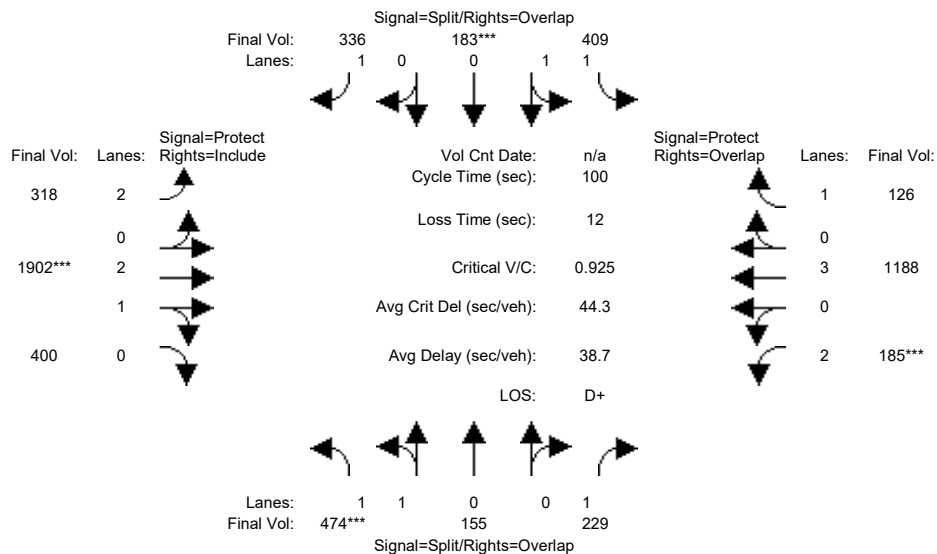 Signal=Split/Rights=Overlap
Final Vol: 336 183*** 409
Lanes: 1 0 0 1 1
Signal=Protect Signal=Protect
Final Vol: Lanes: Rights=Include Vol Cnt Date: n/a Rights=Overlap Lanes: Final Vol:
Cycle Time (sec): 100
318 2 1 126
Loss Time (sec): 12
0 0
1902*** 2 Critical V/C: 0.925 3 1188
1 Avg Crit Del (sec/veh): 44.3 0
400 0 Avg Delay (sec/veh): 38.7 2 185***
LOS: D+
Lanes: 1 1 0 0 1
Final Vol: 474*** 155 229
Signal=Split/Rights=Overlap